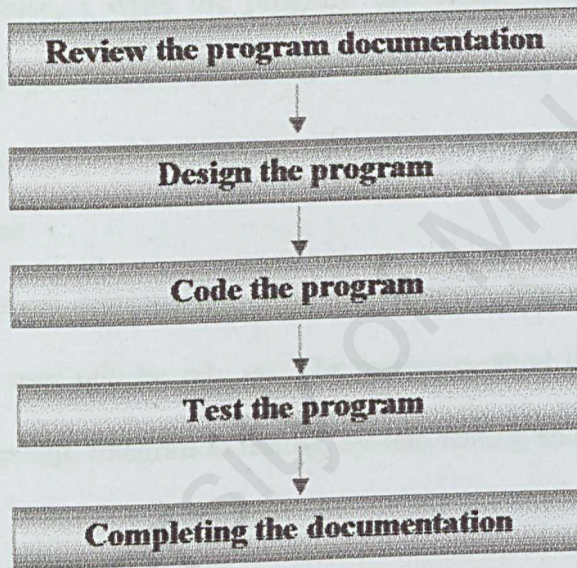 Review the program documentation
Design the program
Code the program
Test the program
Completing the documentation